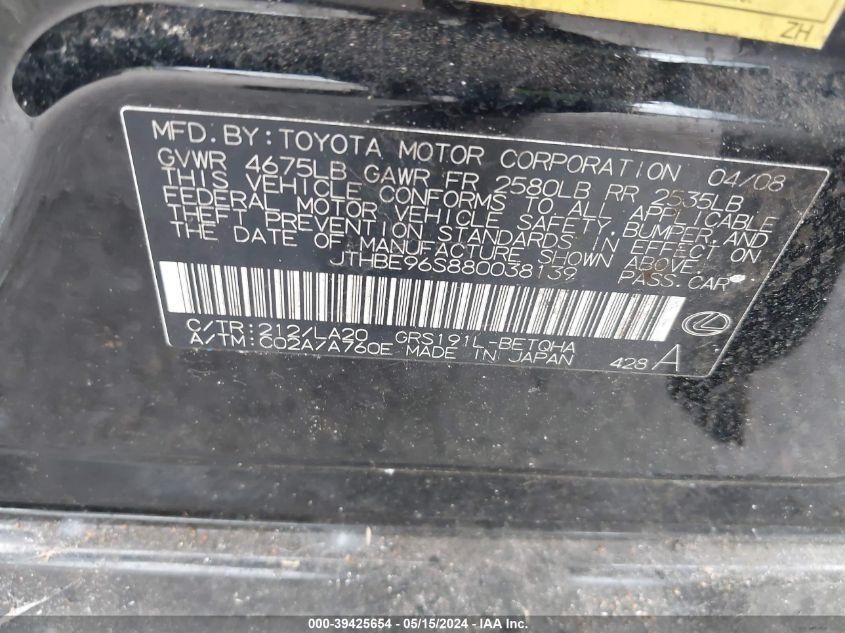 ZH
MFD. BY: TOYOTA MOTOR CORPORATION 04/08
GVWR 4675LB GAWR FR 2580LB RR 2535LB
THIS VEHICLE CONFORMS TO ALL APPLICABLE
FEDERAL MOTOR VEHICLE SAFETY, BUMPER, AND
THEFT PREVENTION STANDARDS IN EFFECT ON
THE DATE OF MANUFACTURE SHOWN ABOVE.
JTHBE96S880038139 PASS. CAR
C/TR: 212/LA20 GRS191L-BETQHA
A/TM: C02A/A760E MADE IN JAPAN 428 A
000-39425654 - 05/15/2024 - IAA Inc.